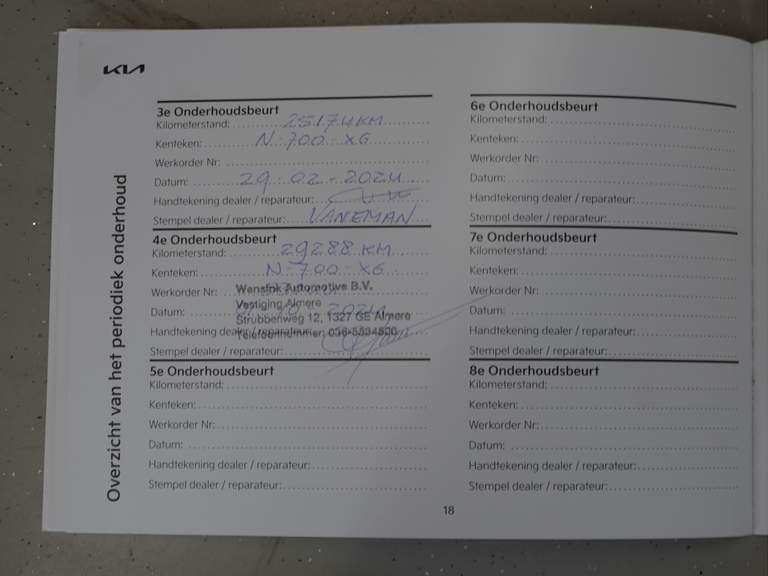 KIA
Overzicht van het periodiek onderhoud
3e Onderhoudsbeurt
Kilometerstand: 25174KM
Kenteken: N-700-XG
Werkorder Nr:
Datum: 29-02-2024
Handtekening dealer / reparateur:
Stempel dealer / reparateur: VANEMAN
4e Onderhoudsbeurt
Kilometerstand: 29288 KM
Kenteken: N-700-XG
Werkorder Nr:
Wensink Automotive B.V.
Vestiging Almere
Datum: 2024
Strubbenweg 12, 1327 GE Almere
Handtekening dealer / reparateur:
Telefoonnummer:
Stempel dealer / reparateur:
5e Onderhoudsbeurt
Kilometerstand:
Kenteken:
Werkorder Nr:
Datum:
Handtekening dealer / reparateur:
Stempel dealer / reparateur:
6e Onderhoudsbeurt
Kilometerstand:
Kenteken:
Werkorder Nr:
Datum:
Handtekening dealer / reparateur:
Stempel dealer / reparateur:
7e Onderhoudsbeurt
Kilometerstand:
Kenteken:
Werkorder Nr:
Datum:
Handtekening dealer / reparateur:
Stempel dealer / reparateur:
8e Onderhoudsbeurt
Kilometerstand:
Kenteken:
Werkorder Nr:
Datum:
Handtekening dealer / reparateur:
Stempel dealer / reparateur:
18